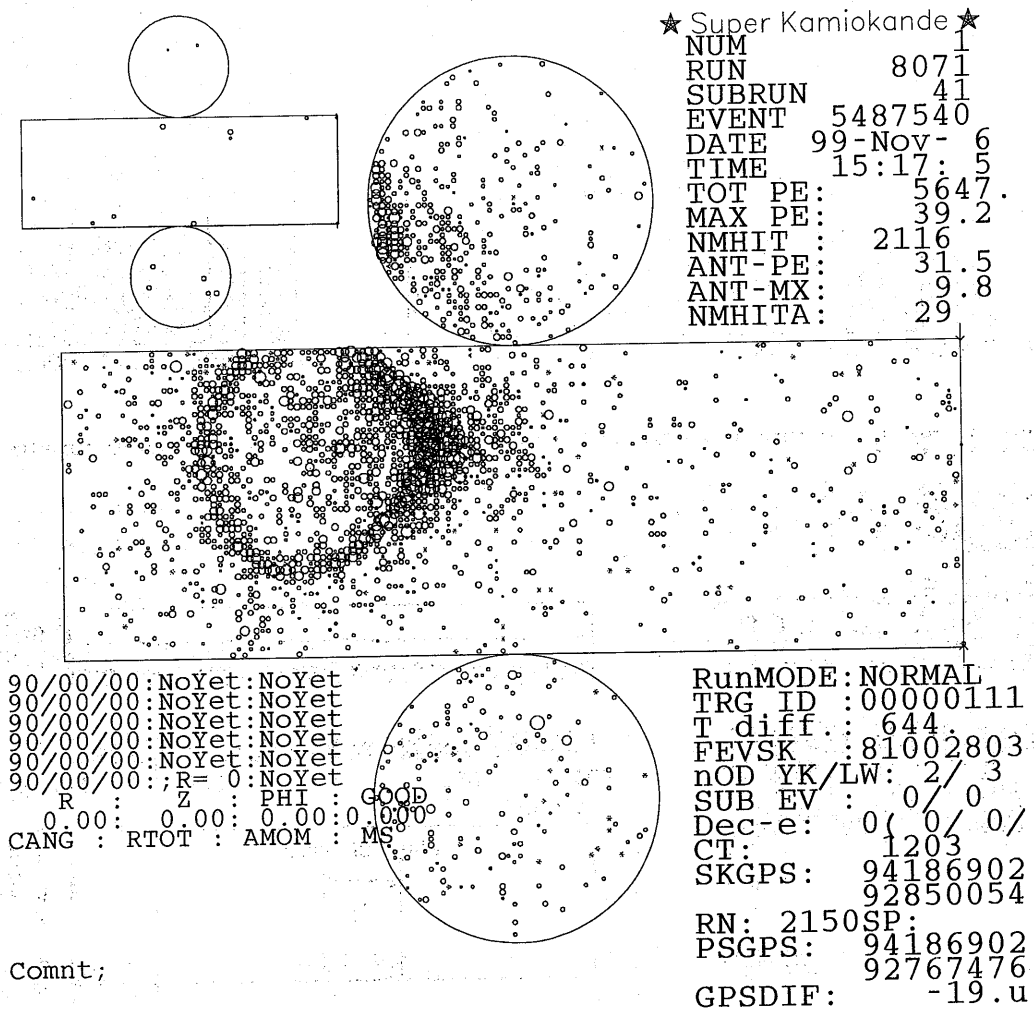 ★ Super Kamiokande ★
NUM 1
RUN 8071
SUBRUN 41
EVENT 5487540
DATE 99-Nov- 6
TIME 15:17: 5
TOT PE: 5647.
MAX PE: 39.2
NMHIT : 2116
ANT-PE: 31.5
ANT-MX: 9.8
NMHITA: 29
90/00/00:NoYet:NoYet
90/00/00:NoYet:NoYet
90/00/00:NoYet:NoYet
90/00/00:NoYet:NoYet
90/00/00:NoYet:NoYet
90/00/00:;R= 0:NoYet
R : Z : PHI : GOOD
0.00: 0.00: 0.00:0.000
CANG : RTOT : AMOM : MS
Comnt;
RunMODE:NORMAL
TRG ID :00000111
T diff.: 644.
FEVSK :81002803
nOD YK/LW: 2/ 3
SUB EV : 0/ 0
Dec-e: 0( 0/ 0/
CT: 1203
SKGPS: 94186902
92850054
RN: 2150SP:
PSGPS: 94186902
92767476
GPSDIF: -19.u